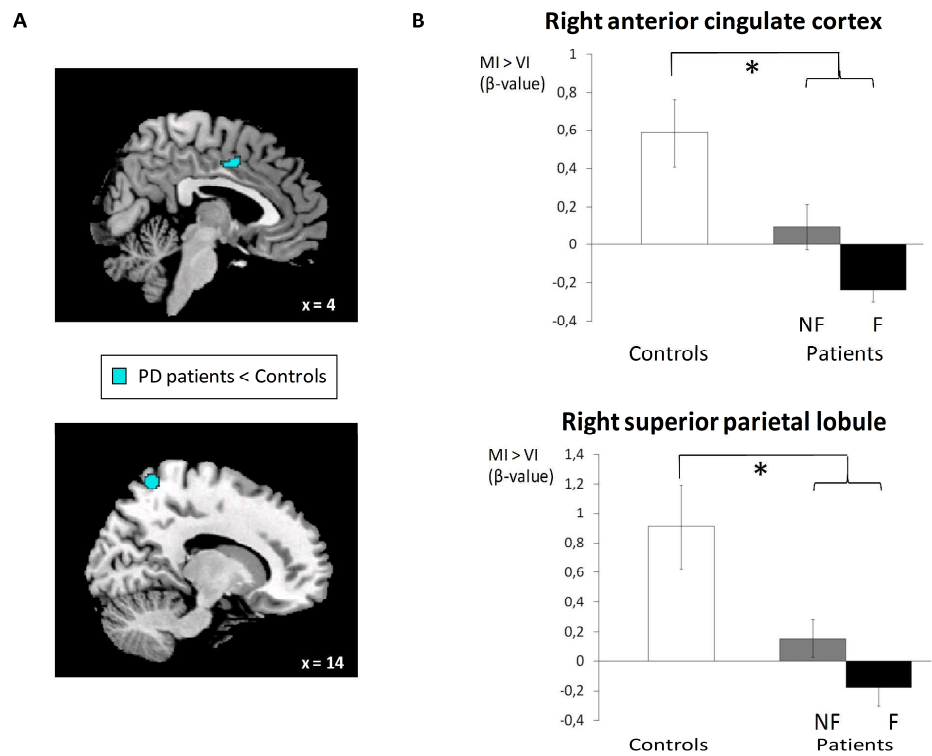 A
x = 4
PD patients < Controls
x = 14
B
Right anterior cingulate cortex
MI > VI
(β-value)
1
0,8
0,6
0,4
0,2
0
-0,2
-0,4
*
NF F
Controls Patients
Right superior parietal lobule
MI > VI
(β-value)
1,4
1,2
1
0,8
0,6
0,4
0,2
0
-0,2
-0,4
*
NF F
Controls Patients